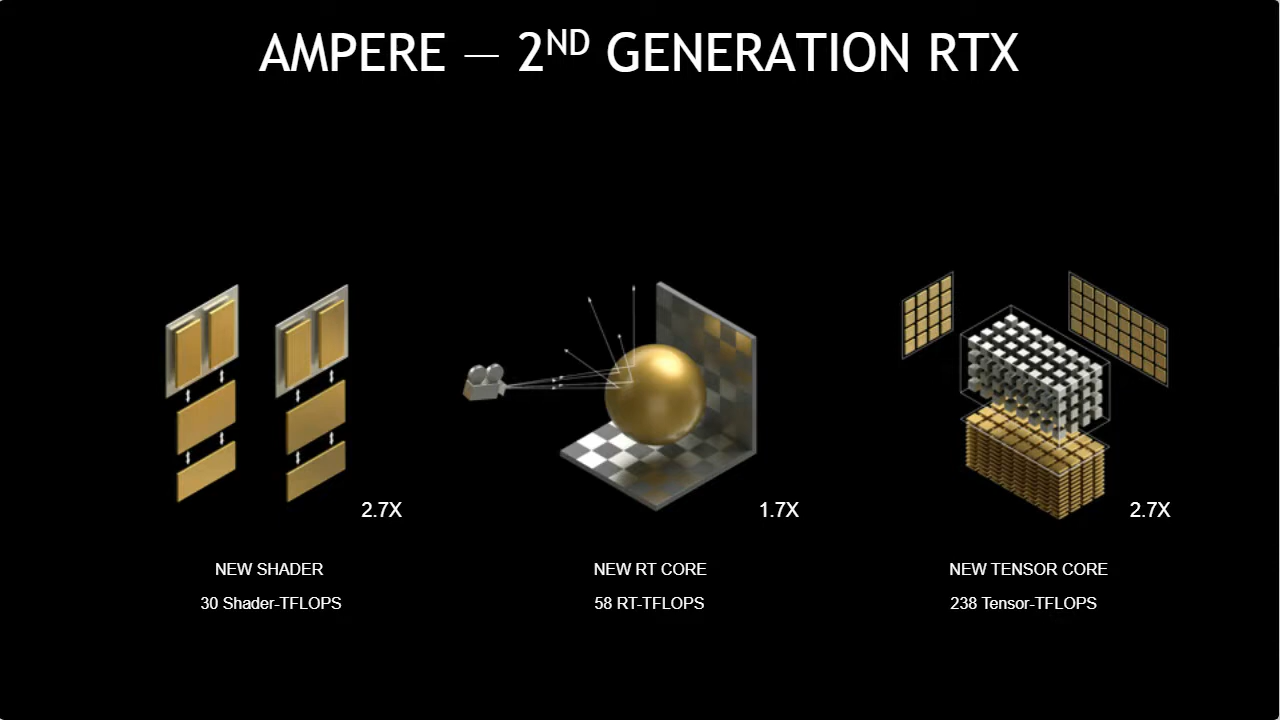 AMPERE — 2ND GENERATION RTX
2.7X
1.7X
2.7X
NEW SHADER
NEW RT CORE
NEW TENSOR CORE
30 Shader-TFLOPS
58 RT-TFLOPS
238 Tensor-TFLOPS